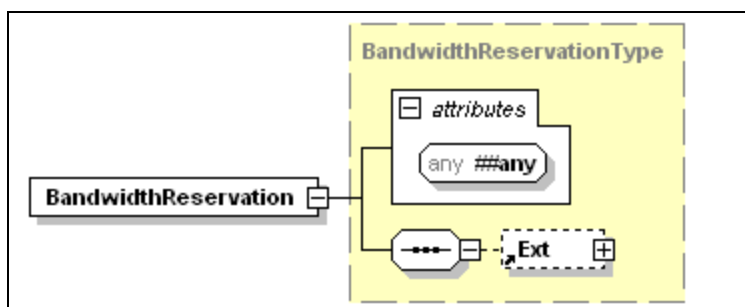 BandwidthReservationType
attributes
any ##any
BandwidthReservation
Ext